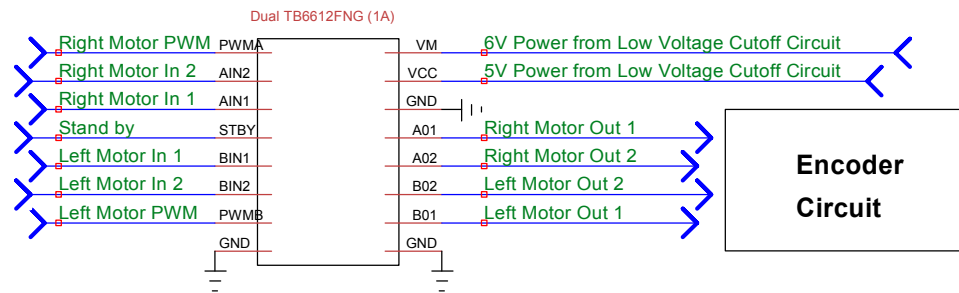 Dual TB6612FNG (1A)
Right Motor PWM PWMA VM 6V Power from Low Voltage Cutoff Circuit
Right Motor In 2 AIN2 VCC 5V Power from Low Voltage Cutoff Circuit
Right Motor In 1 AIN1 GND
Stand by STBY A01 Right Motor Out 1
Left Motor In 1 BIN1 A02 Right Motor Out 2
Left Motor In 2 BIN2 B02 Left Motor Out 2
Left Motor PWM PWMB B01 Left Motor Out 1
GND GND
Encoder
Circuit